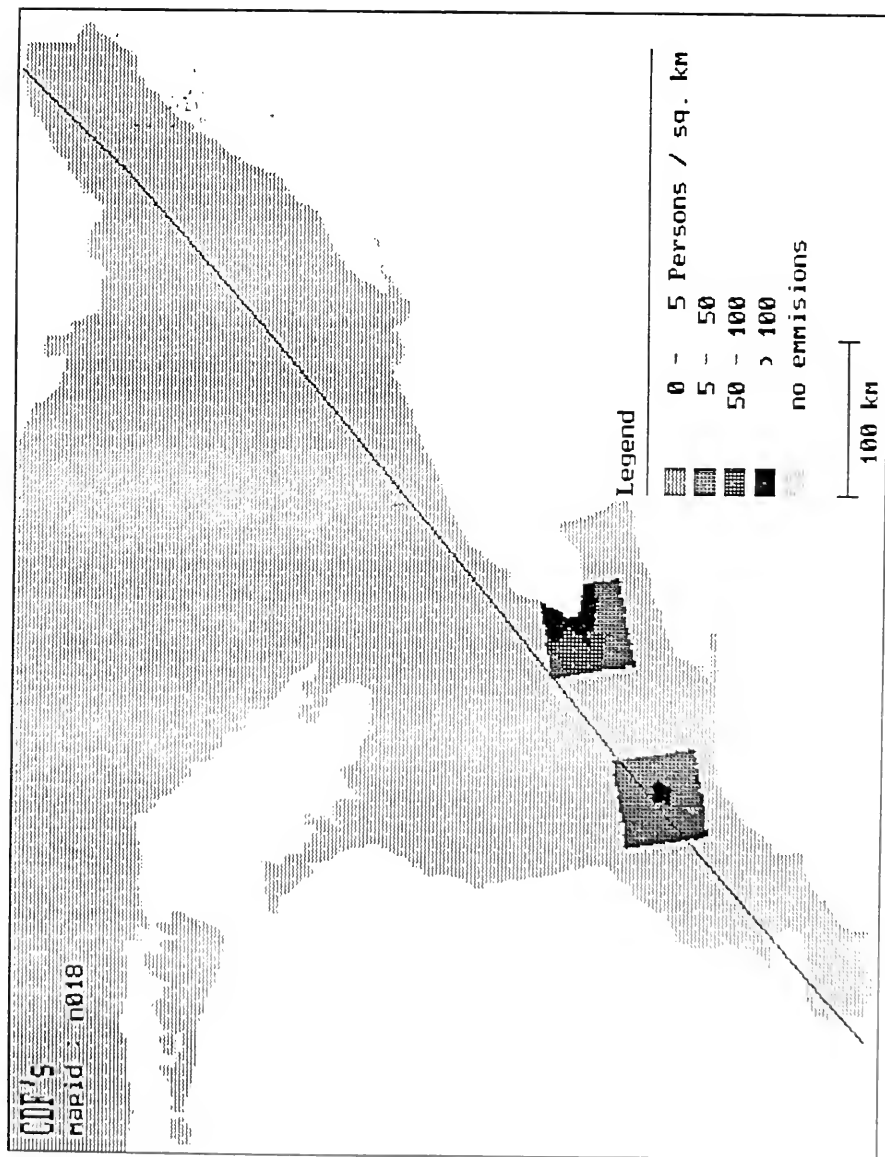 CDF's
mapid : n018
Legend
0 - 5 Persons / sq. km
5 - 50
50 - 100
> 100
no emmisions
100 km